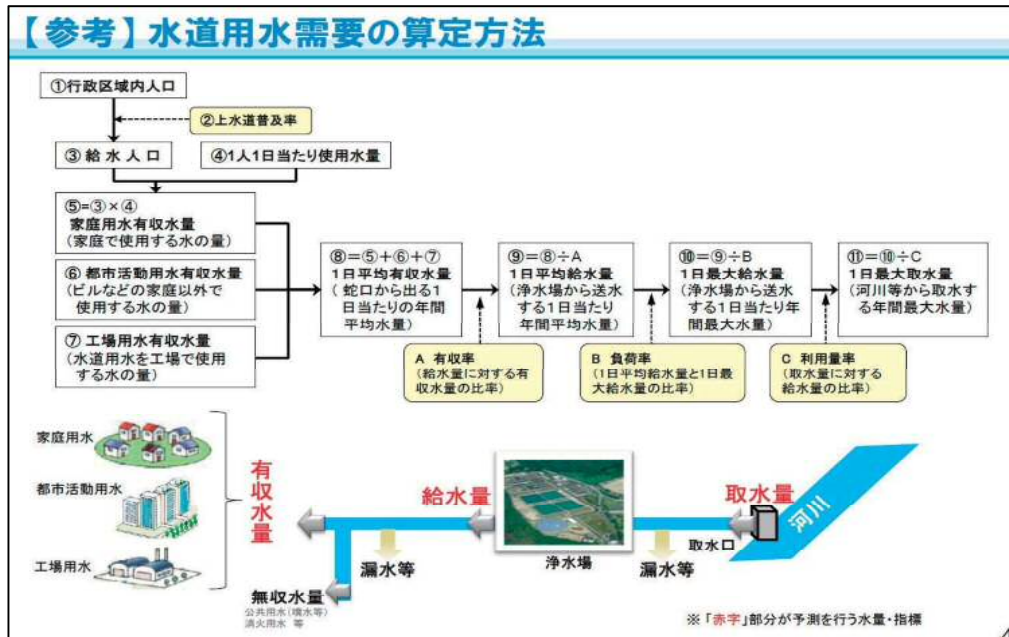 【参考】水道用水需要の算定方法
①行政区域内人口
②上水道普及率
③給水人口
④1人1日当たり使用水量
⑤=③×④
家庭用水有収水量
(家庭で使用する水の量)
⑥都市活動用水有収水量
(ビルなどの家庭以外で
使用する水の量)
⑦工場用水有収水量
(水道用水を工場で使用
する水の量)
⑧=⑤+⑥+⑦
1日平均有収水量
(蛇口から出る1
日当たりの年間
平均水量)
⑨=⑧÷A
1日平均給水量
(浄水場から送水
する1日当たり
年間平均水量)
⑩=⑨÷B
1日最大給水量
(浄水場から送水
する1日当たり年
間最大水量)
⑪=⑩÷C
1日最大取水量
(河川等から取水す
る年間最大水量)
A 有収率
(給水量に対する有
収水量の比率)
B 負荷率
(1日平均給水量と1日最
大給水量の比率)
C 利用量率
(取水量に対する
給水量の比率)
家庭用水
都市活動用水
工場用水
有収水量
給水量
取水量
河川
取水口
浄水場
漏水等
漏水等
無収水量
公共用水(噴水等)
消火用水 等
※「赤字」部分が予測を行う水量・指標